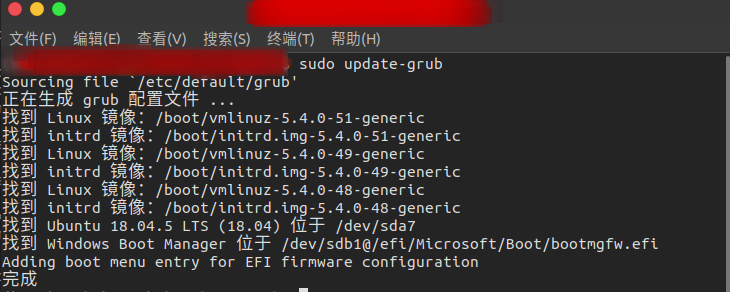 文件(F) 编辑(E) 查看(V) 搜索(S) 终端(T) 帮助(H)
sudo update-grub
Sourcing file `/etc/default/grub'
正在生成 grub 配置文件 ...
找到 Linux 镜像：/boot/vmlinuz-5.4.0-51-generic
找到 initrd 镜像：/boot/initrd.img-5.4.0-51-generic
找到 Linux 镜像：/boot/vmlinuz-5.4.0-49-generic
找到 initrd 镜像：/boot/initrd.img-5.4.0-49-generic
找到 Linux 镜像：/boot/vmlinuz-5.4.0-48-generic
找到 initrd 镜像：/boot/initrd.img-5.4.0-48-generic
找到 Ubuntu 18.04.5 LTS (18.04) 位于 /dev/sda7
找到 Windows Boot Manager 位于 /dev/sdb1@/efi/Microsoft/Boot/bootmgfw.efi
Adding boot menu entry for EFI firmware configuration
完成